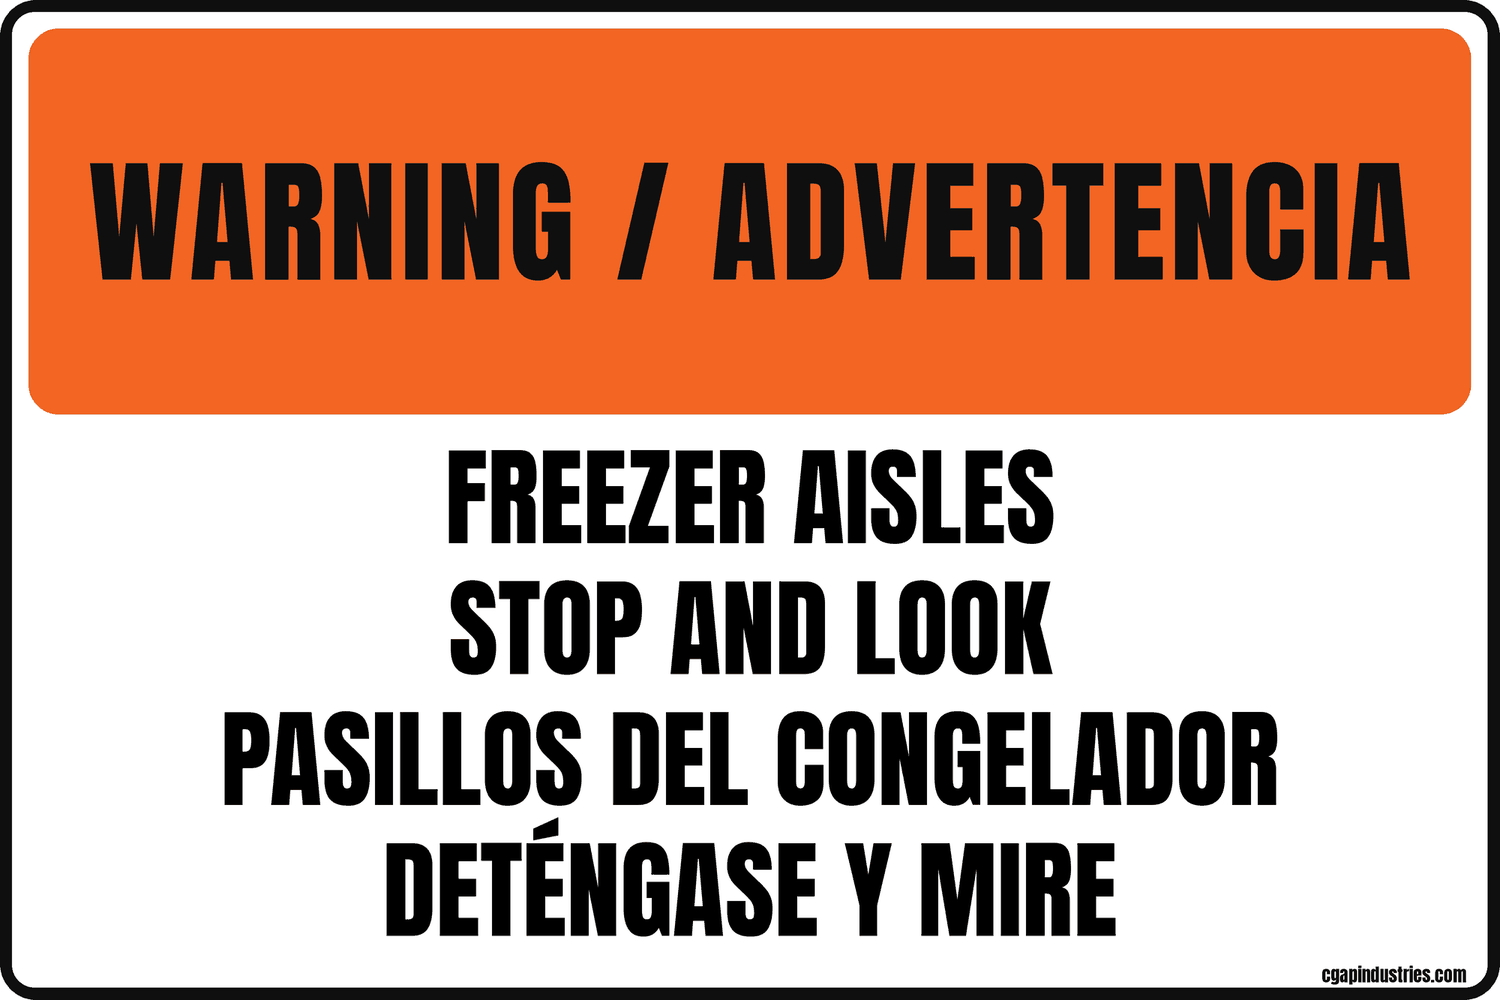 WARNING / ADVERTENCIA
FREEZER AISLES
STOP AND LOOK
PASILLOS DEL CONGELADOR
DETÉNGASE Y MIRE
cgapindustries.com